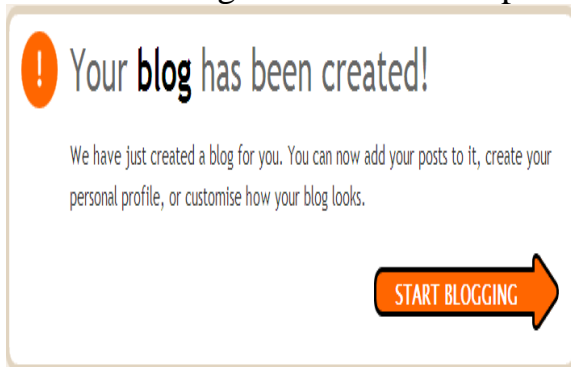 !
Your blog has been created!
We have just created a blog for you. You can now add your posts to it, create your
personal profile, or customise how your blog looks.
START BLOGGING